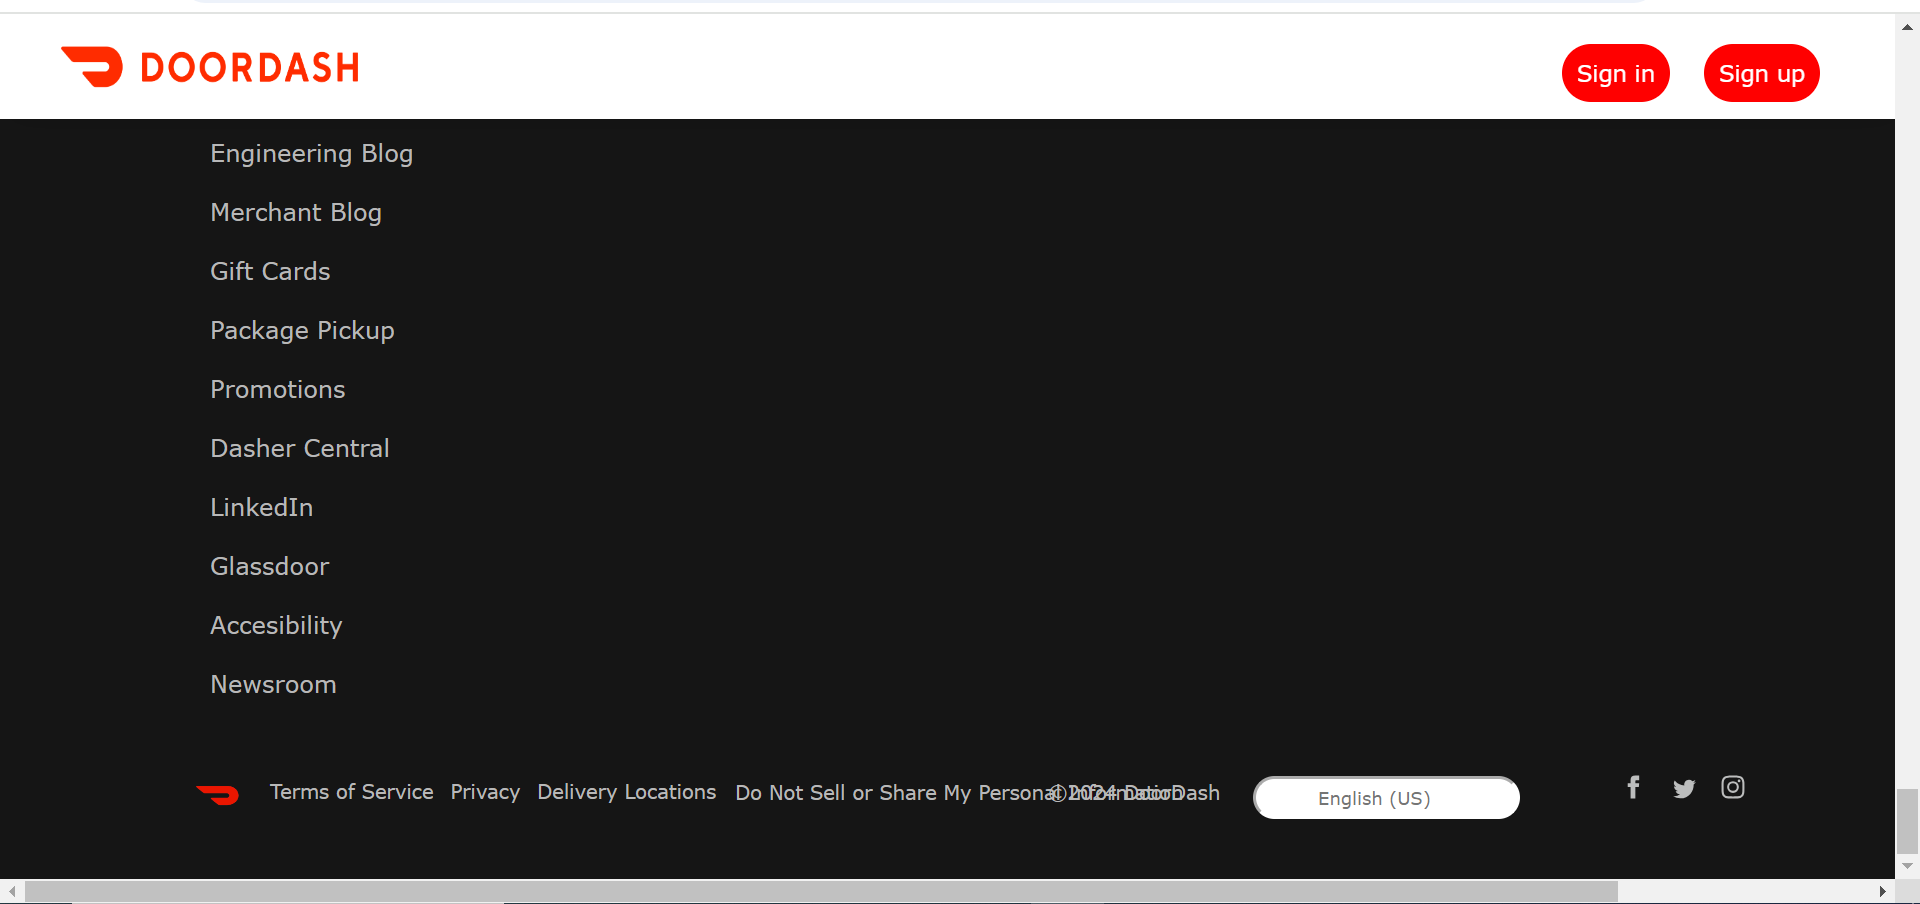 DOORDASH
Sign in
Sign up
Engineering Blog
Merchant Blog
Gift Cards
Package Pickup
Promotions
Dasher Central
LinkedIn
Glassdoor
Accesibility
Newsroom
Terms of Service Privacy Delivery Locations Do Not Sell or Share My Personal Information ©2024 DoorDash
English (US)